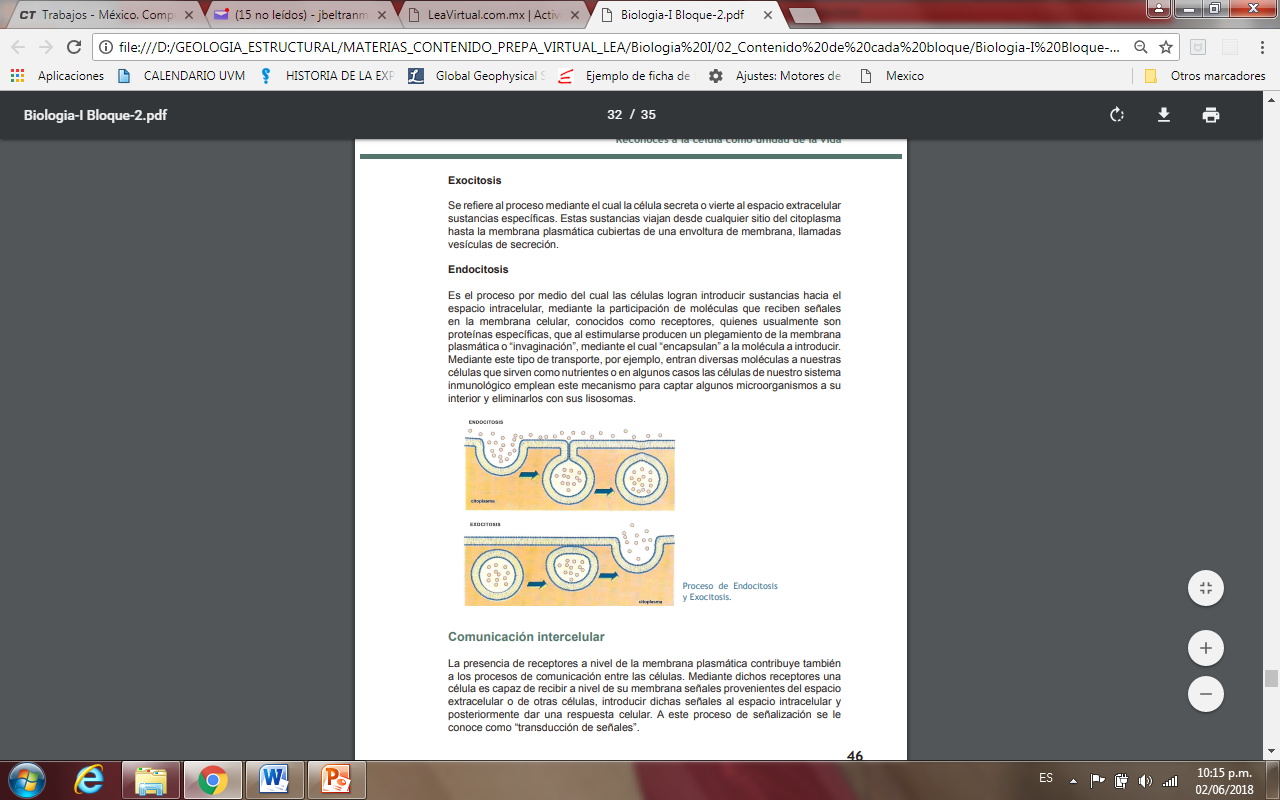 CT Trabajos - México. Comp
(15 no leídos) - jbeltranm
LeaVirtual.com.mx | Activi
Biologia-I Bloque-2.pdf
file:///D:/GEOLOGIA_ESTRUCTURAL/MATERIAS_CONTENIDO_PREPA_VIRTUAL_LEA/Biologia%20I/02_Contenido%20de%20cada%20bloque/Biologia-I%20Bloque-...
Aplicaciones
CALENDARIO UVM
HISTORIA DE LA EXP
Global Geophysical S
Ejemplo de ficha de
Ajustes: Motores de
Mexico
Otros marcadores
Biologia-I Bloque-2.pdf
32 / 35
Reconoces a la célula como unidad de la vida
Exocitosis
Se refiere al proceso mediante el cual la célula secreta o vierte al espacio extracelular
sustancias específicas. Estas sustancias viajan desde cualquier sitio del citoplasma
hasta la membrana plasmática cubiertas de una envoltura de membrana, llamadas
vesículas de secreción.
Endocitosis
Es el proceso por medio del cual las células logran introducir sustancias hacia el
espacio intracelular, mediante la participación de moléculas que reciben señales
en la membrana celular, conocidos como receptores, quienes usualmente son
proteínas específicas, que al estimularse producen un plegamiento de la membrana
plasmática o “invaginación”, mediante el cual “encapsulan” a la molécula a introducir.
Mediante este tipo de transporte, por ejemplo, entran diversas moléculas a nuestras
células que sirven como nutrientes o en algunos casos las células de nuestro sistema
inmunológico emplean este mecanismo para captar algunos microorganismos a su
interior y eliminarlos con sus lisosomas.
ENDOCITOSIS
citoplasma
EXOCITOSIS
citoplasma
Proceso de Endocitosis
y Exocitosis.
Comunicación intercelular
La presencia de receptores a nivel de la membrana plasmática contribuye también
a los procesos de comunicación entre las células. Mediante dichos receptores una
célula es capaz de recibir a nivel de su membrana señales provenientes del espacio
extracelular o de otras células, introducir dichas señales al espacio intracelular y
posteriormente dar una respuesta celular. A este proceso de señalización se le
conoce como “transducción de señales”.
46
ES
10:15 p.m.
02/06/2018